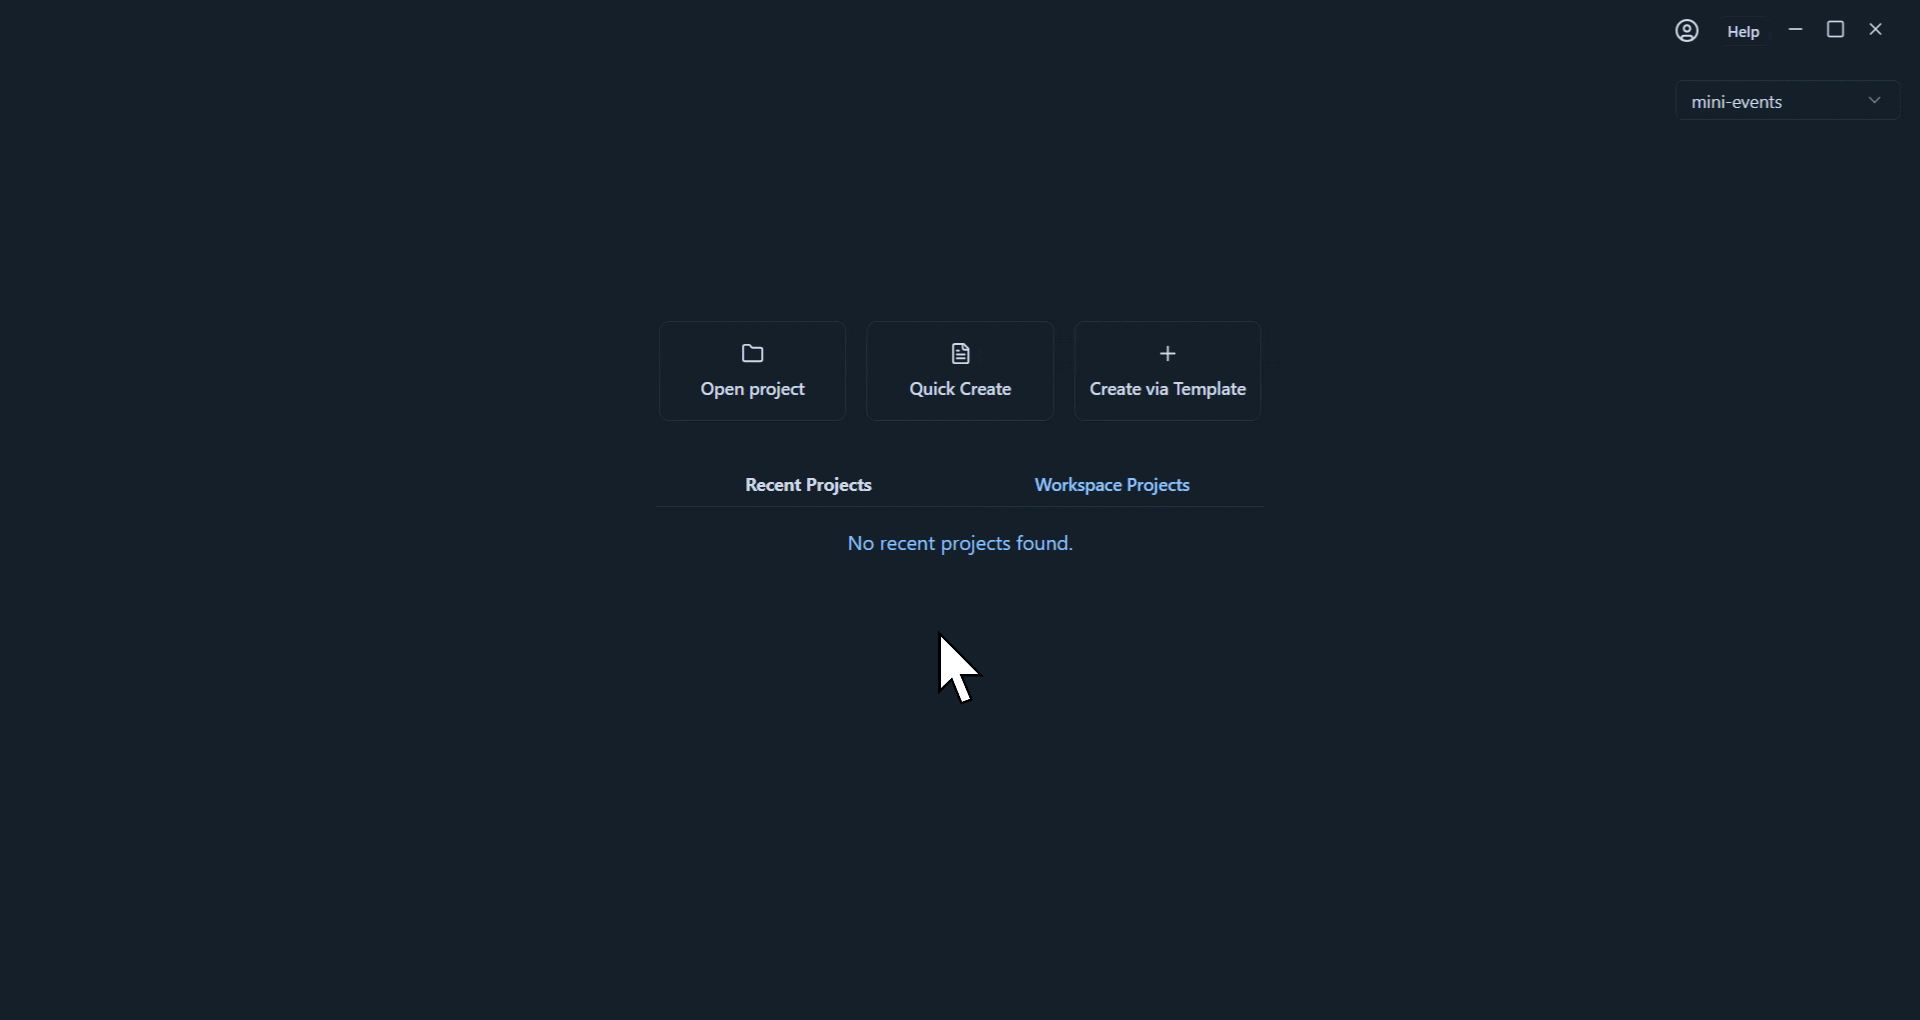 Help
mini-events
Open project
Quick Create
Create via Template
Recent Projects
Workspace Projects
No recent projects found.